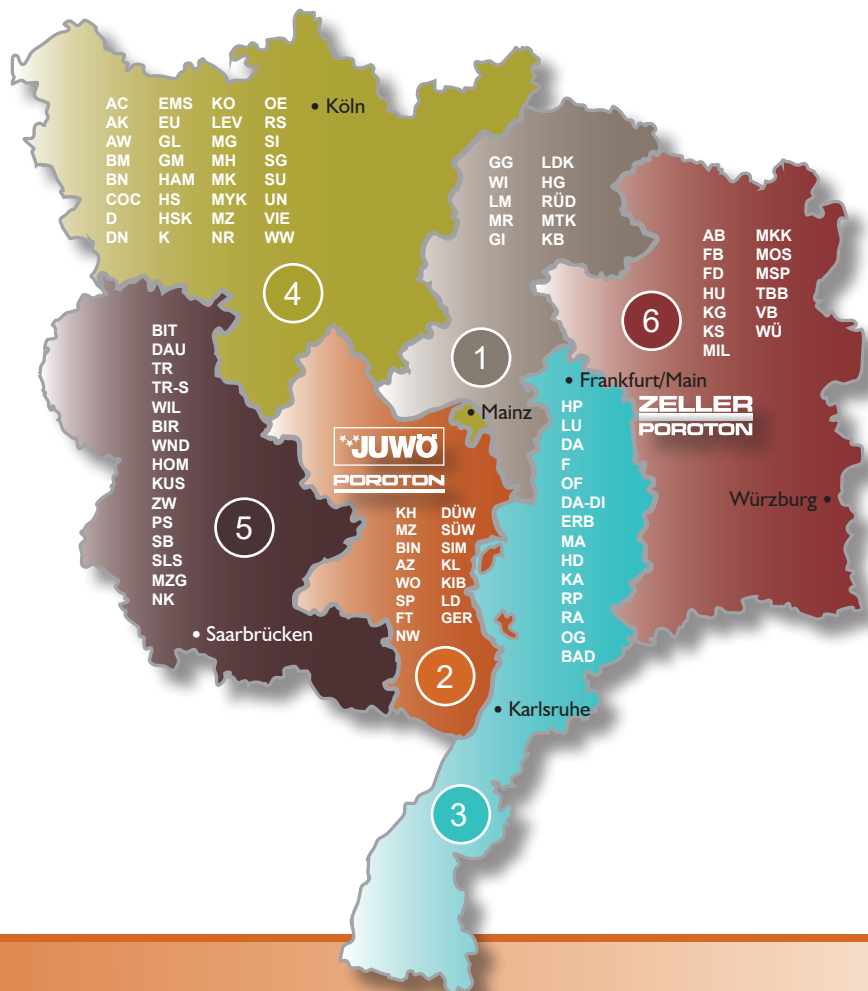 • Köln
AC EMS KO OE
AK EU LEV RS
AW GL MG SI
BM GM MH SG
BN HAM MK SU
COC HS MYK UN
D HSK MZ VIE
DN K NR WW
4
GG LDK
WI HG
LM RÜD
MR MTK
GI KB
1
AB MKK
FB MOS
FD MSP
HU TBB
KG VB
KS WÜ
MIL
6
BIT
DAU
TR
TR-S
WIL
BIR
WND
HOM
KUS
ZW
PS
SB
SLS
MZG
NK
5
• Saarbrücken
• Mainz
JUWÖ
POROTON
KH DÜW
MZ SÜW
BIN SIM
AZ KL
WO KIB
SP LD
FT GER
NW
2
• Frankfurt/Main
HP
LU
DA
F
OF
DA-DI
ERB
MA
HD
KA
RP
RA
OG
BAD
ZELLER
POROTON
Würzburg •
• Karlsruhe
3